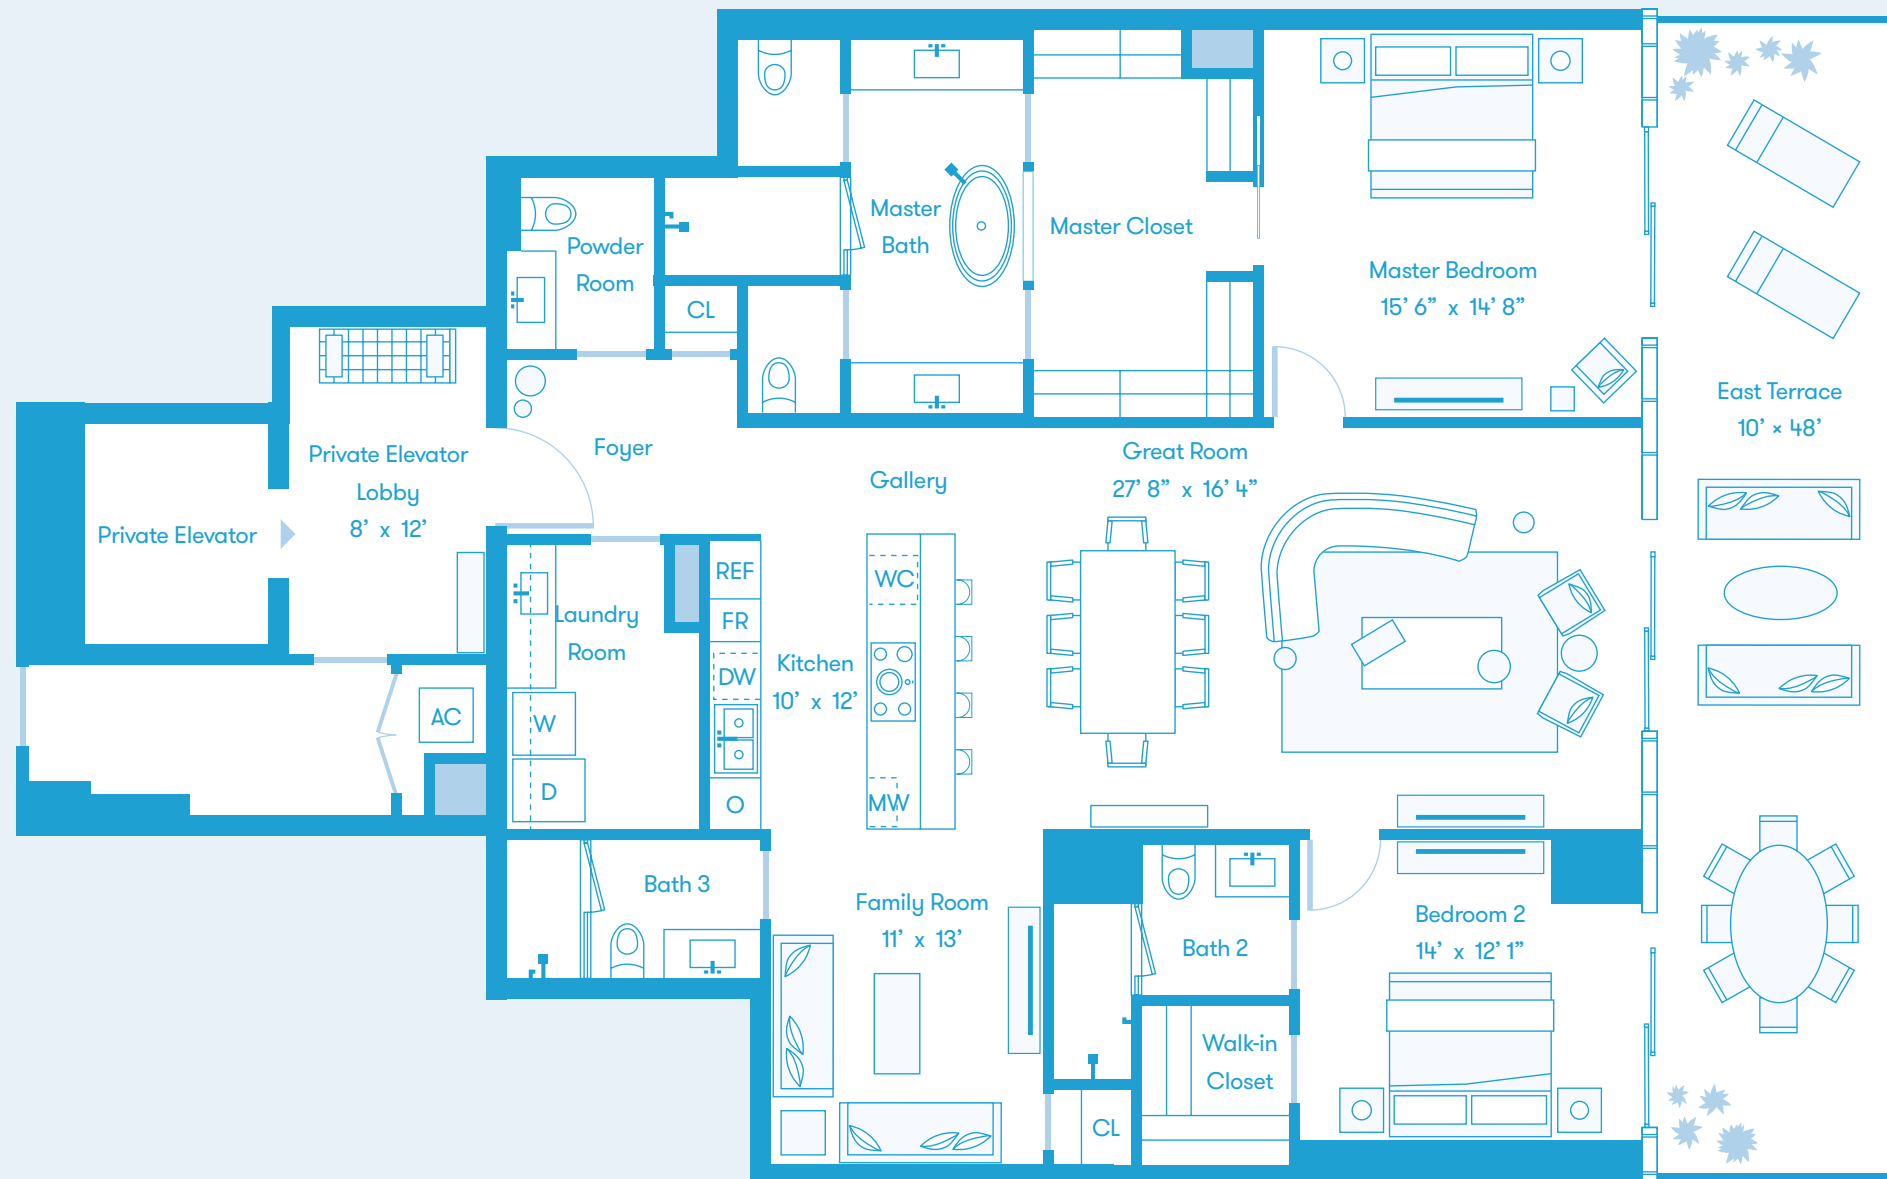 Master
Bath
Master Closet
Powder
Room
CL
Master Bedroom
15’ 6” x 14’ 8”
East Terrace
10’ × 48’
Private Elevator
Lobby
8’ x 12’
Private Elevator
Foyer
Gallery
Great Room
27’ 8” x 16’ 4”
REF
FR
DW
O
WC
MW
Kitchen
10’ x 12’
Laundry
Room
W
D
AC
Bath 3
Family Room
11’ x 13’
Bath 2
Bedroom 2
14’ x 12’ 1”
Walk-in
Closet
CL